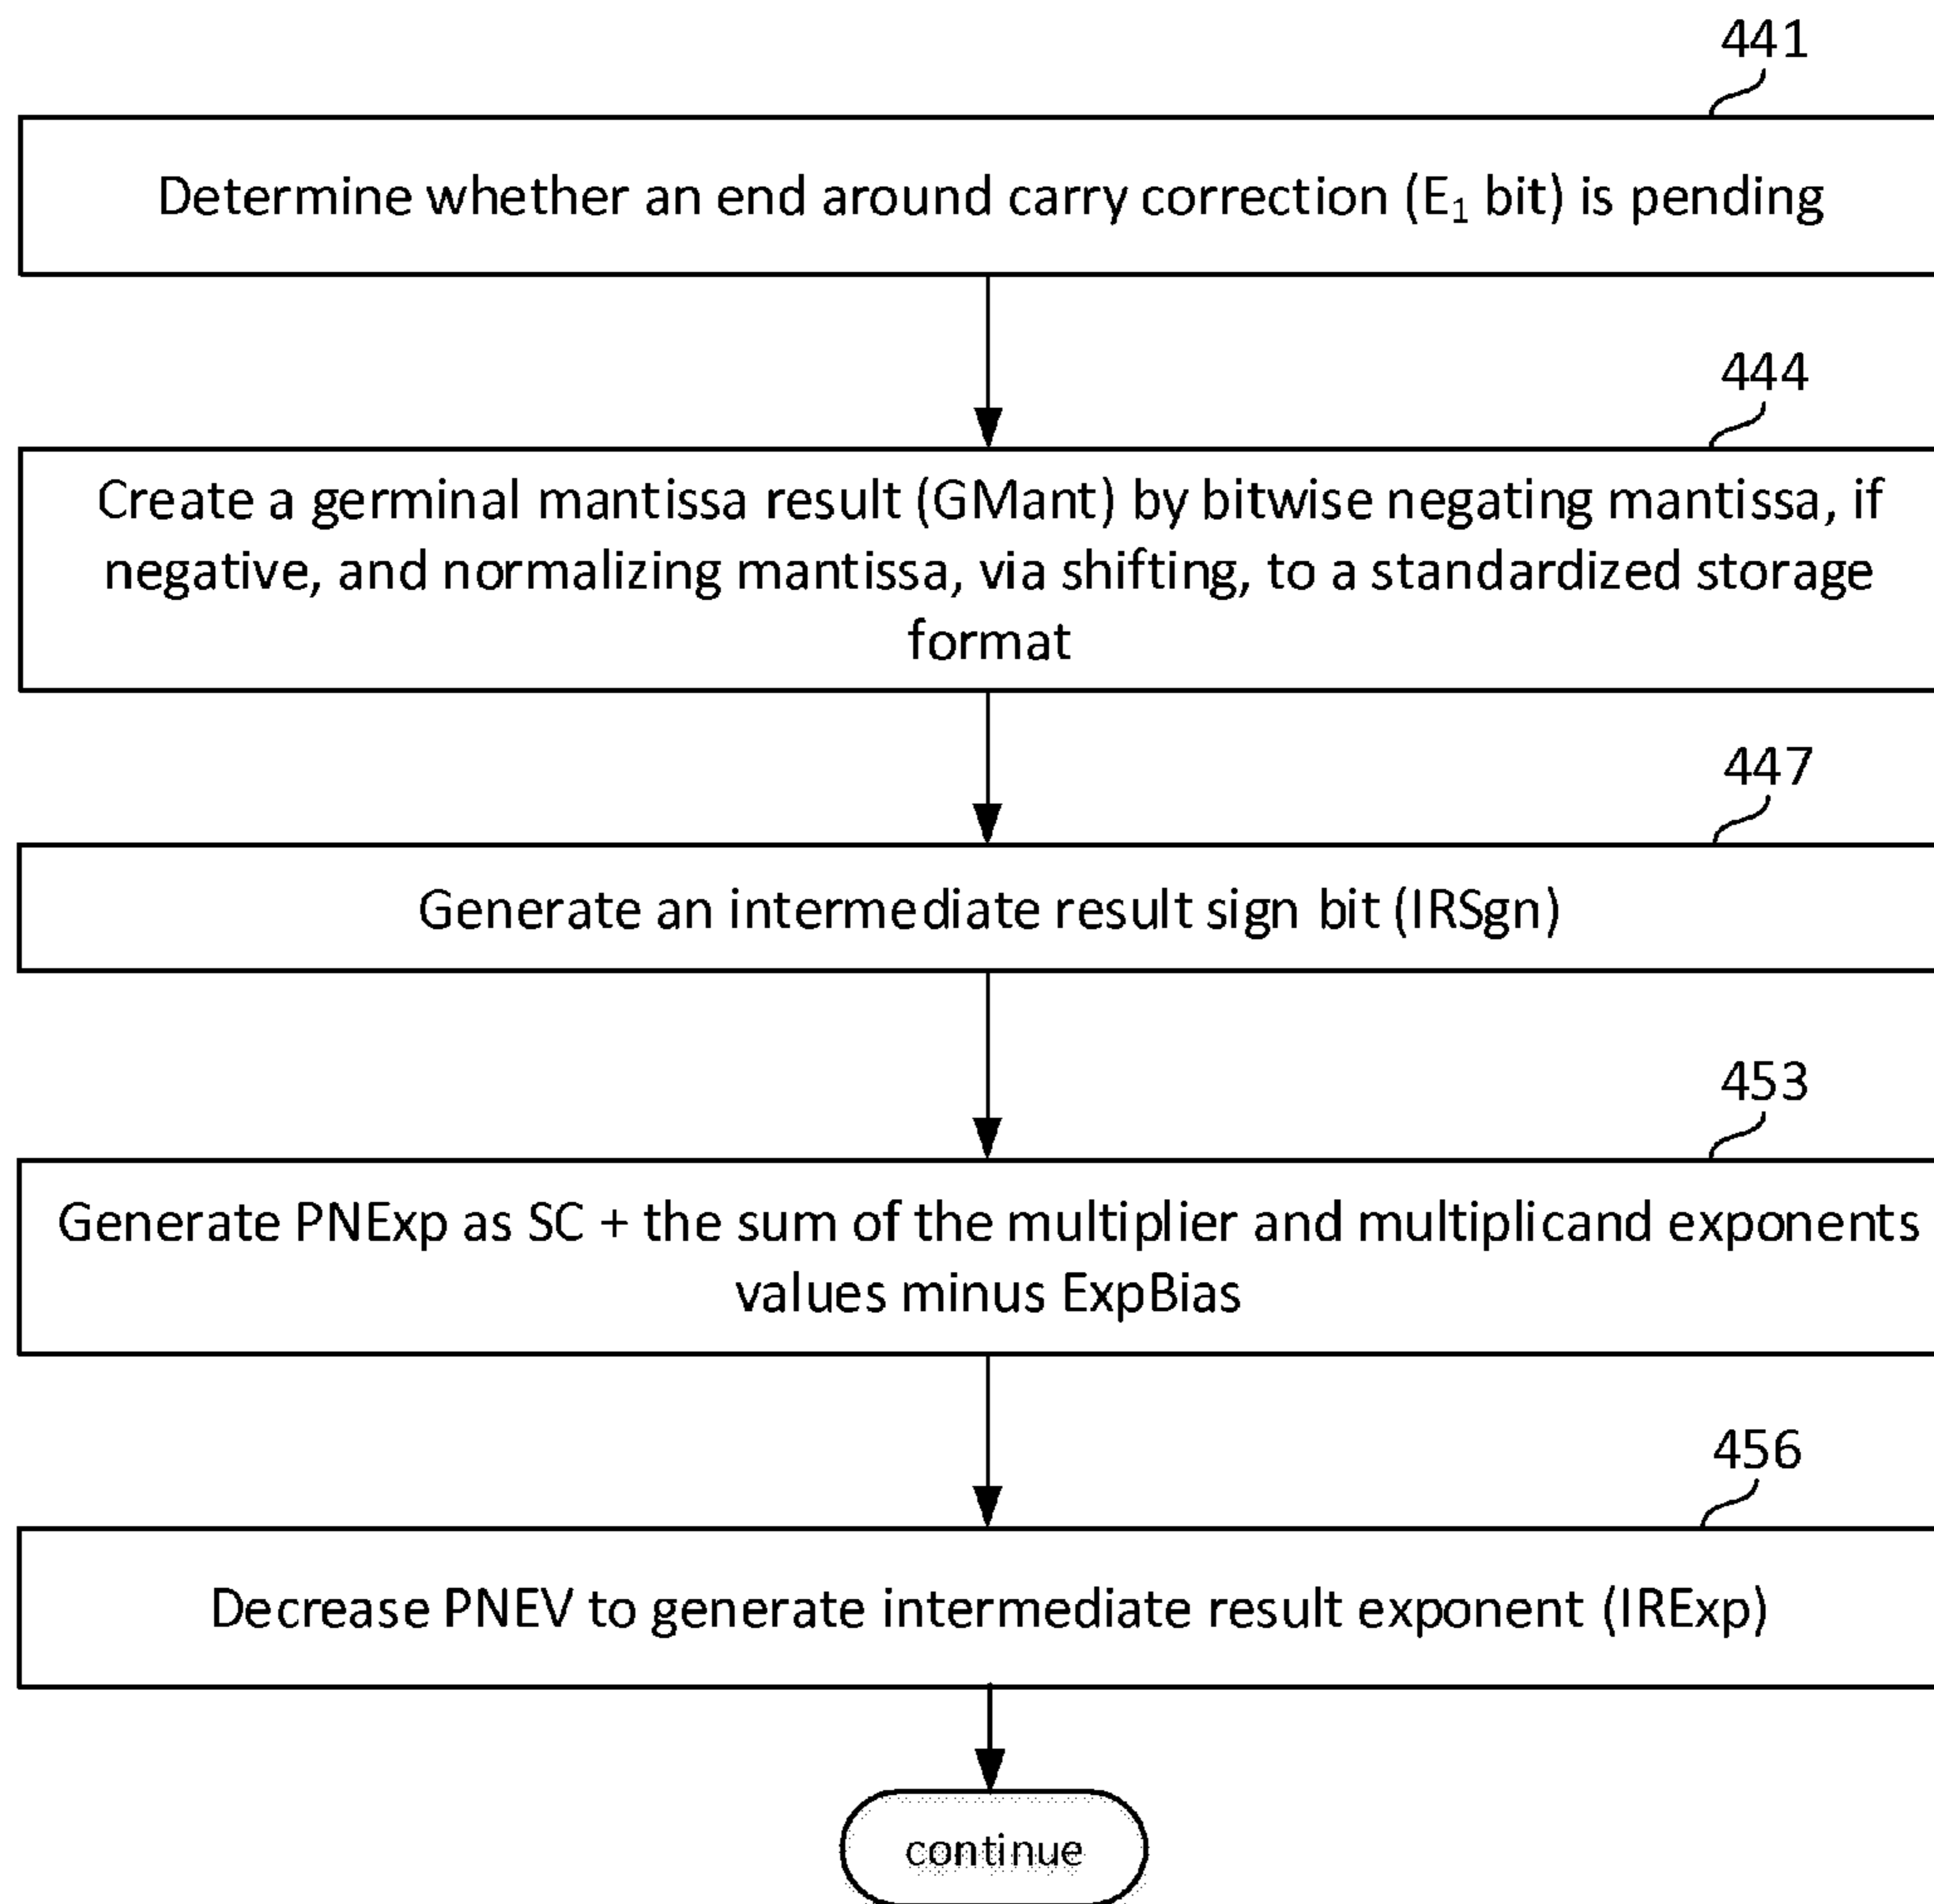 441
Determine whether an end around carry correction (E₁ bit) is pending
444
Create a germinal mantissa result (GMant) by bitwise negating mantissa, if
negative, and normalizing mantissa, via shifting, to a standardized storage
format
447
Generate an intermediate result sign bit (IRSgn)
453
Generate PNExp as SC + the sum of the multiplier and multiplicand exponents
values minus ExpBias
456
Decrease PNEV to generate intermediate result exponent (IRExp)
continue